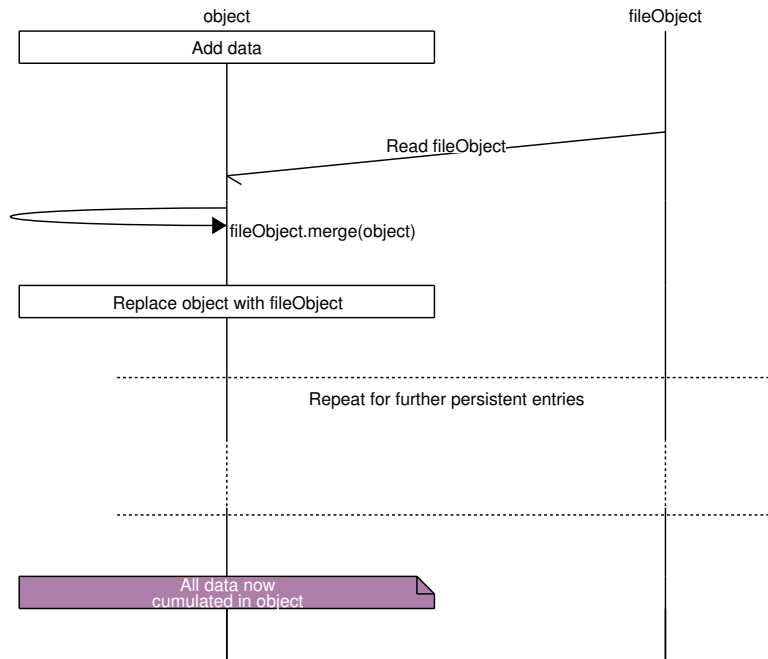 object
fileObject
Add data
Read fileObject
fileObject.merge(object)
Replace object with fileObject
Repeat for further persistent entries
All data now
cumulated in object